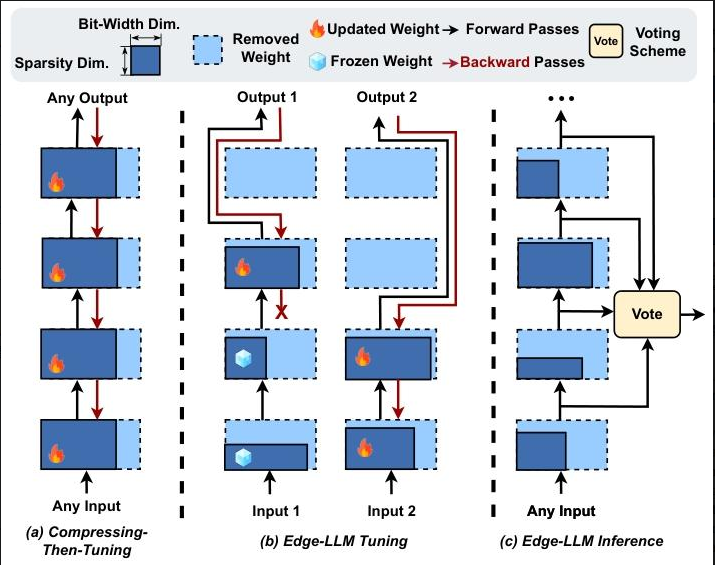 Bit-Width Dim.
Sparsity Dim.
Removed
Weight
Updated Weight
Forward Passes
Frozen Weight
Backward Passes
Vote
Voting
Scheme
Any Output
Output 1
Output 2
...
X
Vote
Any Input
Input 1
Input 2
Any Input
(a) Compressing-
Then-Tuning
(b) Edge-LLM Tuning
(c) Edge-LLM Inference